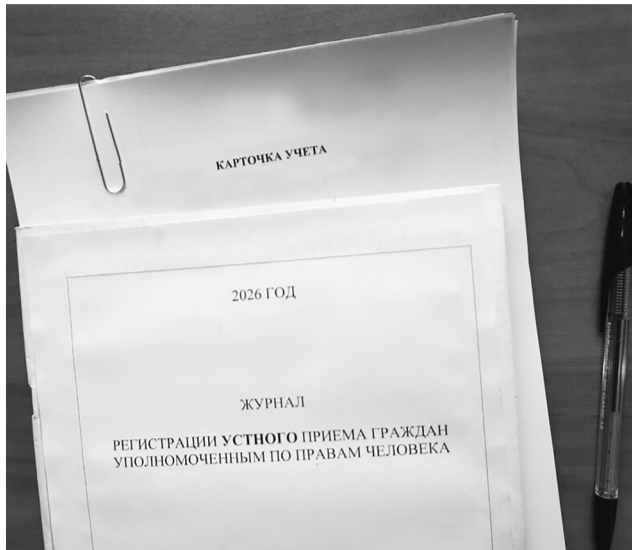 КАРТОЧКА УЧЕТА
2026 ГОД
ЖУРНАЛ
РЕГИСТРАЦИИ УСТНОГО ПРИЕМА ГРАЖДАН
УПОЛНОМОЧЕННЫМ ПО ПРАВАМ ЧЕЛОВЕКА